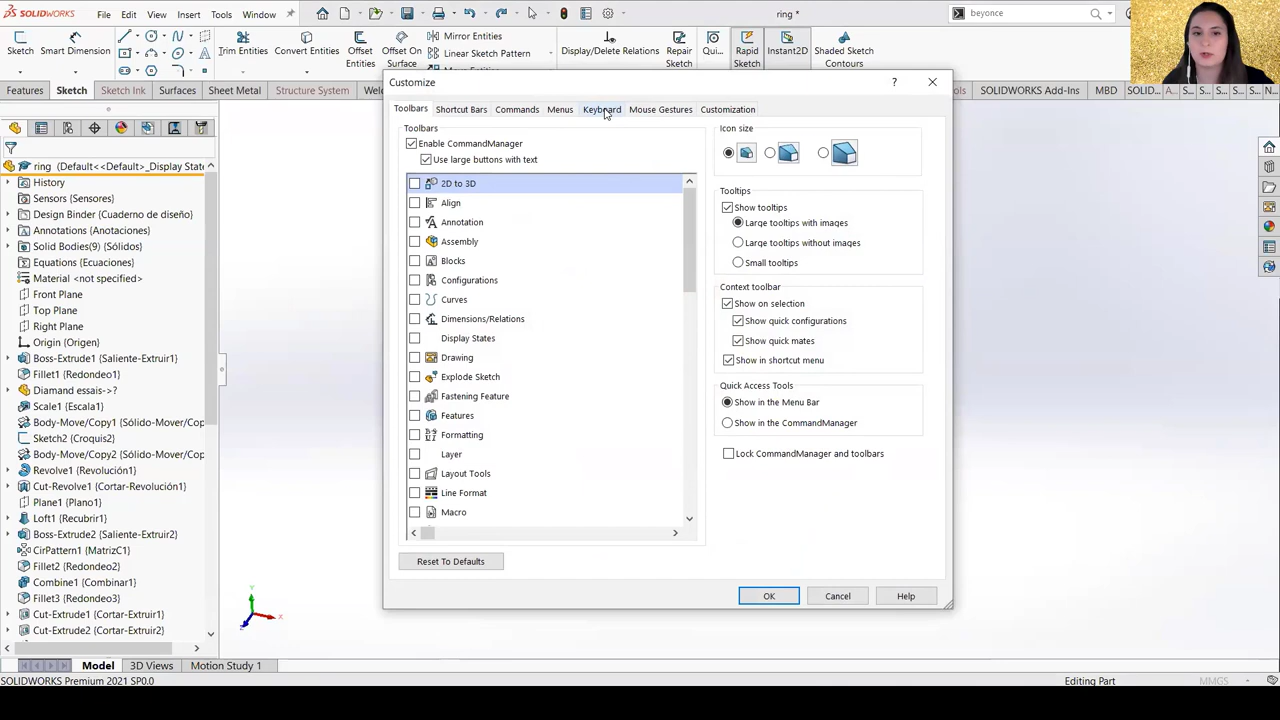 SOLIDWORKS File Edit View Insert Tools Window ring * beyonce
Sketch Smart Dimension Trim Entities Convert Entities Offset Entities Offset On Surface Mirror Entities Linear Sketch Pattern Display/Delete Relations Repair Sketch Qui... Rapid Sketch Instant2D Shaded Sketch Contours
Features Sketch Sketch Ink Surfaces Sheet Metal Structural System Wel SOLIDWORKS Add-Ins MBD SOLID...
Customize
Toolbars Shortcut Bars Commands Menus Keyboard Mouse Gestures Customization
Toolbars
Enable CommandManager
Use large buttons with text
2D to 3D
Align
Annotation
Assembly
Blocks
Configurations
Curves
Dimensions/Relations
Display States
Drawing
Explode Sketch
Fastening Feature
Features
Formatting
Layer
Layout Tools
Line Format
Macro
Reset To Defaults
Icon size
Tooltips
Show tooltips
Large tooltips with images
Large tooltips without images
Small tooltips
Context toolbar
Show on selection
Show quick configurations
Show quick mates
Show in shortcut menu
Quick Access Tools
Show in the Menu Bar
Show in the CommandManager
Lock CommandManager and toolbars
OK Cancel Help
ring (Default<<Default>_Display State
History
Sensors (Sensores)
Design Binder (Cuaderno de diseño)
Annotations (Anotaciones)
Solid Bodies(9) (Sólidos)
Equations (Ecuaciones)
Material <not specified>
Front Plane
Top Plane
Right Plane
Origin (Origen)
Boss-Extrude1 (Saliente-Extruir1)
Fillet1 (Redondeo1)
Diamand essais->?
Scale1 (Escala1)
Body-Move/Copy1 (Sólido-Mover/Cop
Sketch2 (Croquis2)
Body-Move/Copy2 (Sólido-Mover/Cop
Revolve1 (Revolución1)
Cut-Revolve1 (Cortar-Revolución1)
Plane1 (Plano1)
Loft1 (Recubrir1)
Boss-Extrude2 (Saliente-Extruir2)
CirPattern1 (MatrizC1)
Fillet2 (Redondeo2)
Combine1 (Combinar1)
Fillet3 (Redondeo3)
Cut-Extrude1 (Cortar-Extruir1)
Cut-Extrude2 (Cortar-Extruir2)
Y
X
Z
Model 3D Views Motion Study 1
SOLIDWORKS Premium 2021 SP0.0 Editing Part MMGS